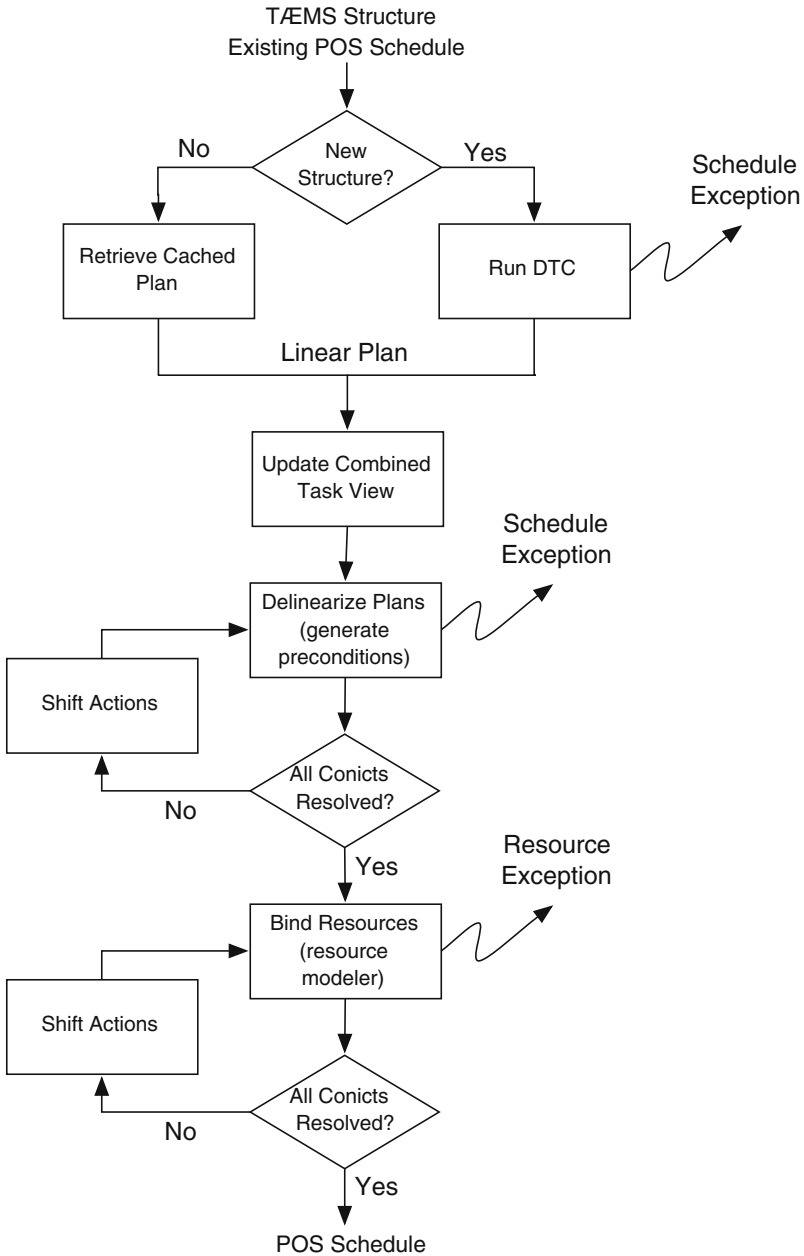 TÆMS Structure
Existing POS Schedule
No
New
Structure?
Yes
Schedule
Exception
Retrieve Cached
Plan
Run DTC
Linear Plan
Update Combined
Task View
Schedule
Exception
Delinearize Plans
(generate
preconditions)
Shift Actions
All Conicts
Resolved?
No
Yes
Resource
Exception
Bind Resources
(resource
modeler)
Shift Actions
All Conicts
Resolved?
No
Yes
POS Schedule